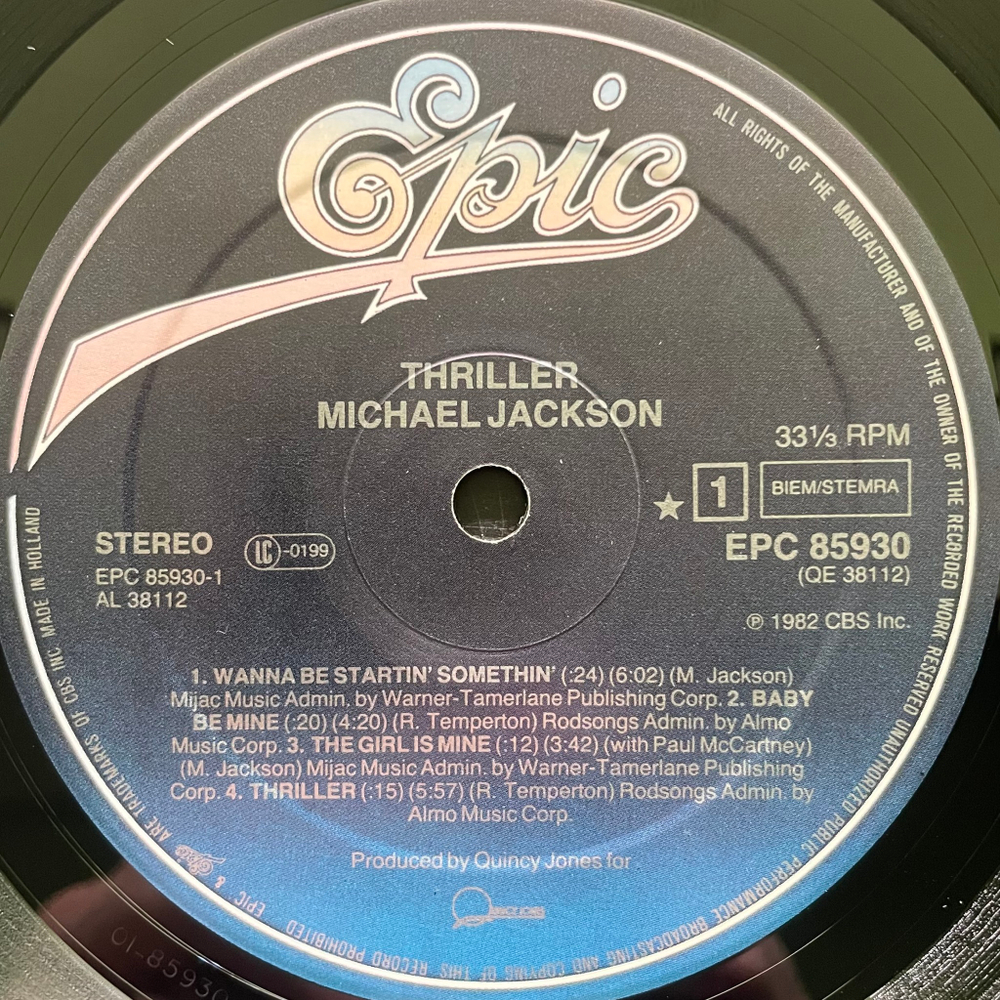 Epic
THRILLER
MICHAEL JACKSON
33⅓ RPM
★ 1 BIEM/STEMRA
STEREO LC-0199
EPC 85930
EPC 85930-1
(QE 38112)
AL 38112
℗ 1982 CBS Inc.
1. WANNA BE STARTIN' SOMETHIN' (:24) (6:02) (M. Jackson)
Mijac Music Admin. by Warner-Tamerlane Publishing Corp. 2. BABY
BE MINE (:20) (4:20) (R. Temperton) Rodsongs Admin. by Almo
Music Corp. 3. THE GIRL IS MINE (:12) (3:42) (with Paul McCartney)
(M. Jackson) Mijac Music Admin. by Warner-Tamerlane Publishing
Corp. 4. THRILLER (:15) (5:57) (R. Temperton) Rodsongs Admin. by
Almo Music Corp.
Produced by Quincy Jones for
QUINCY JONES
ALL RIGHTS OF THE MANUFACTURER AND OF THE OWNER OF THE RECORDED WORK RESERVED UNAUTHORIZED PUBLIC PERFORMANCE BROADCASTING AND COPYING OF THIS RECORD PROHIBITED
EPIC & Epic ARE TRADEMARKS OF CBS INC. MADE IN HOLLAND
01-85930